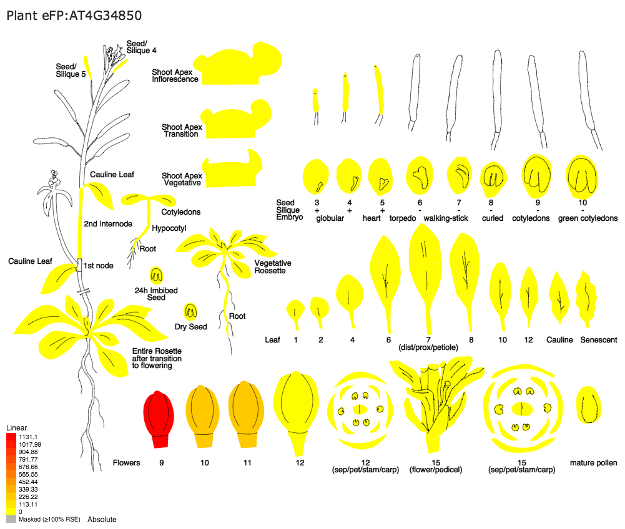 Plant eFP:AT4G34850
Seed/
Silique 4
Seed/
Silique 5
Shoot Apex
Inflorescence
Shoot Apex
Transition
Shoot Apex
Vegetative
Cauline Leaf
Cotyledons
2nd Internode
Hypocotyl
Root
Cauline Leaf
1st node
24h Imbibed
Seed
Vegetative
Roesette
Dry Seed
Root
Entire Rosette
after transition
to flowering
Seed 3 4 5 6 7 8 9 10
Silique + + + - - - - -
Embryo globular heart torpedo walking-stick curled cotyledons green cotyledons
Leaf 1 2 4 6 7 8 10 12 Cauline Senescent
(dist/prox/petiole)
Flowers 9 10 11 12 12 15 15 mature pollen
(sep/pet/stam/carp) (flower/pedicel) (sep/pet/stam/carp)
Linear
1131.1
1017.99
904.88
791.77
678.66
565.55
452.44
339.33
226.22
113.11
0
Masked (≥100% RSE) Absolute